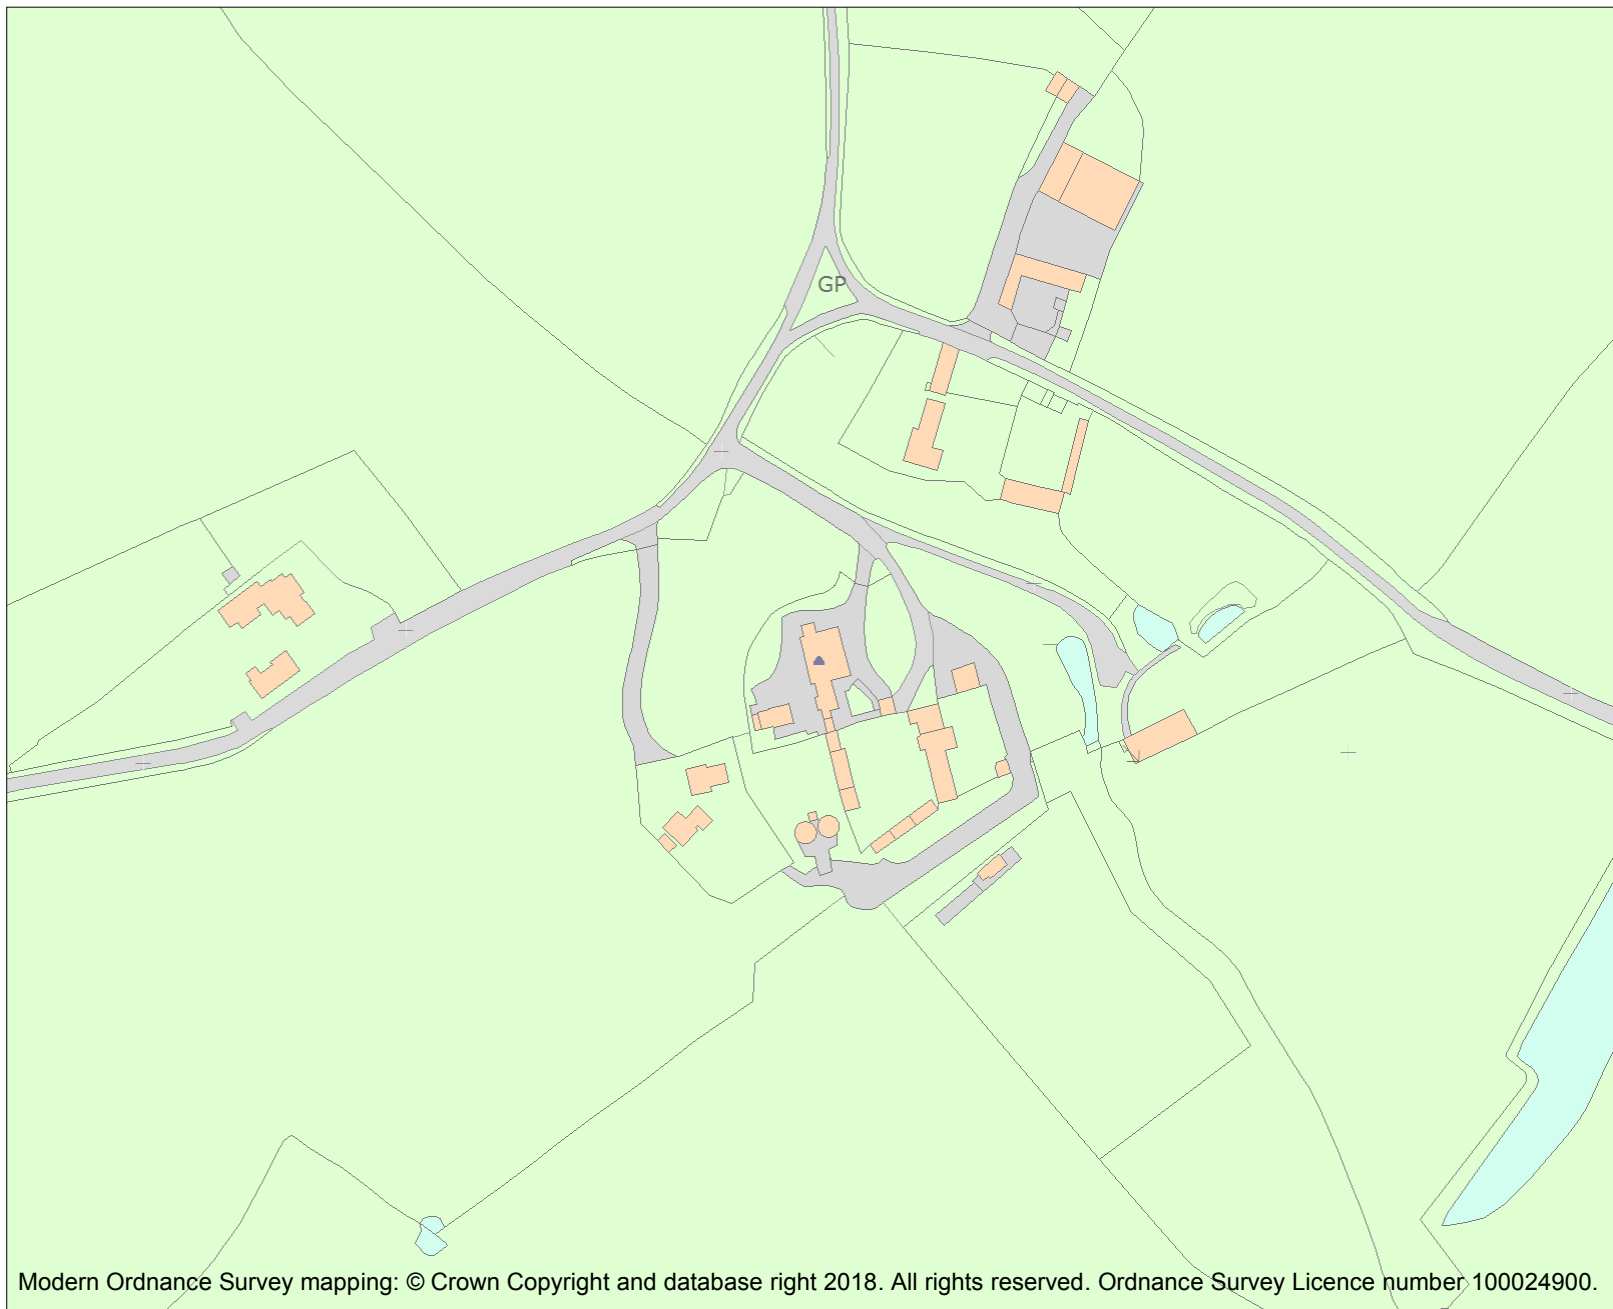 GP
Modern Ordnance Survey mapping: © Crown Copyright and database right 2018. All rights reserved. Ordnance Survey Licence number 100024900.